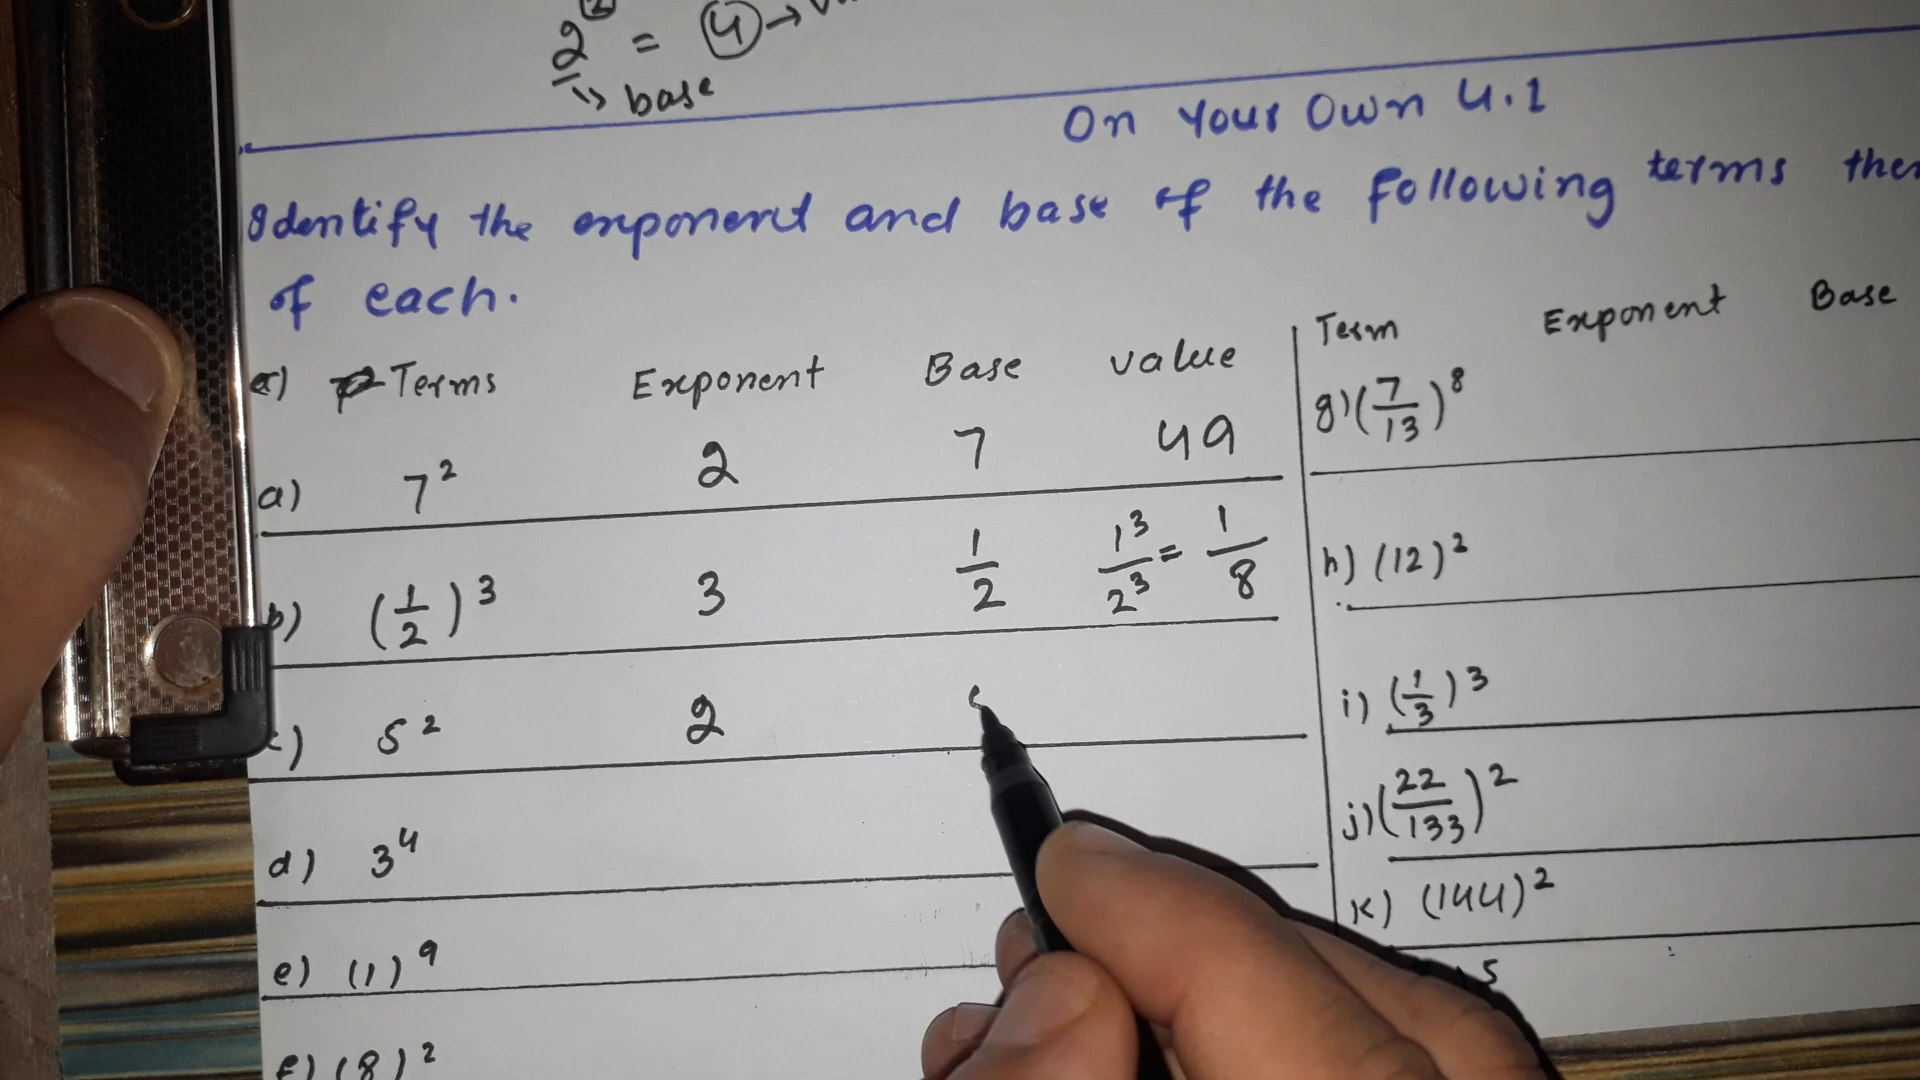 2 = 4 →
↳ base
On Your Own 4.1
Identify the exponent and base of the following terms then
of each.
Terms Exponent Base value
a) 7² 2 7 49
b) (1/2)³ 3 1/2 1³/2³ = 1/8
c) 5² 2
d) 3⁴
e) (1)⁹
f) (8)²
Term Exponent Base
g) (7/13)⁸
h) (12)²
i) (1/3)³
j) (22/133)²
k) (144)²
5